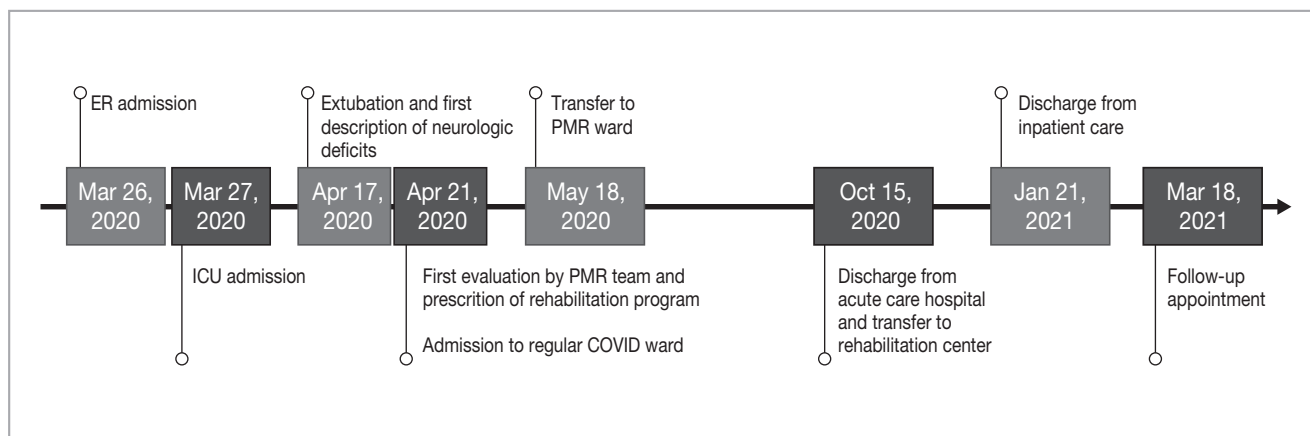 ER admission
Extubation and first
description of neurologic
deficits
Transfer to
PMR ward
Discharge from
inpatient care
Mar 26,
2020
Mar 27,
2020
Apr 17,
2020
Apr 21,
2020
May 18,
2020
Oct 15,
2020
Jan 21,
2021
Mar 18,
2021
ICU admission
First evaluation by PMR team and
prescrition of rehabilitation program
Admission to regular COVID ward
Discharge from
acute care hospital
and transfer to
rehabilitation center
Follow-up
appointment